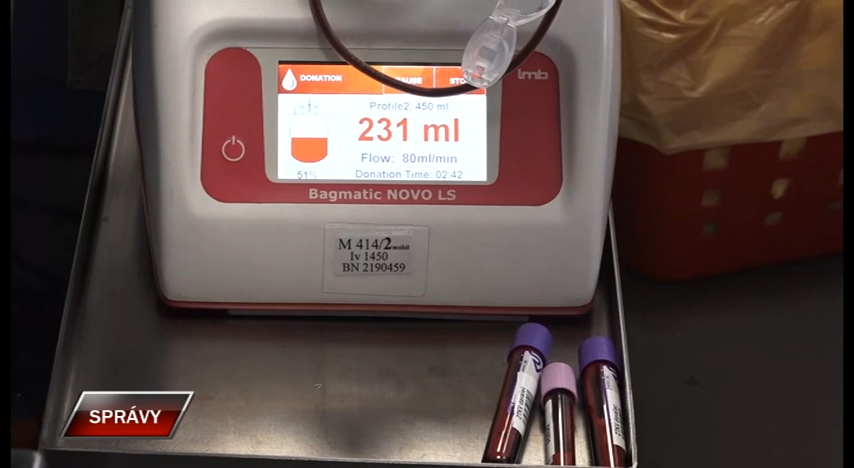 DONATION
lmb
Profile2: 450 ml
231 ml
Flow: 80ml/min
51%
Donation Time: 02:42
Bagmatic NOVO LS
M 414/2 mobil
Iv 1450
BN 2190459
SPRÁVY